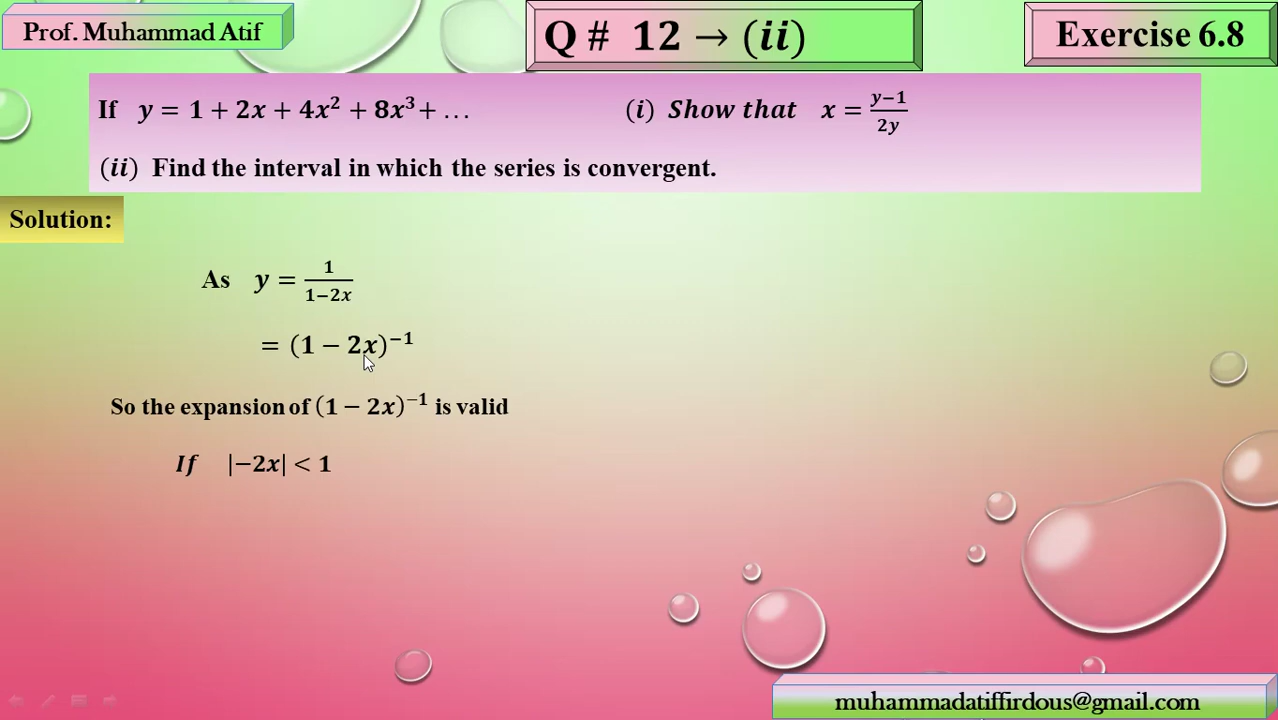 Prof. Muhammad Atif
Q # 12 → (ii)
Exercise 6.8
If y = 1 + 2x + 4x² + 8x³ + … (i) Show that x = (y−1)/(2y)
(ii) Find the interval in which the series is convergent.
Solution:
As y = 1/(1−2x)
= (1 − 2x)⁻¹
So the expansion of (1 − 2x)⁻¹ is valid
If |−2x| < 1
muhammadatiffirdous@gmail.com